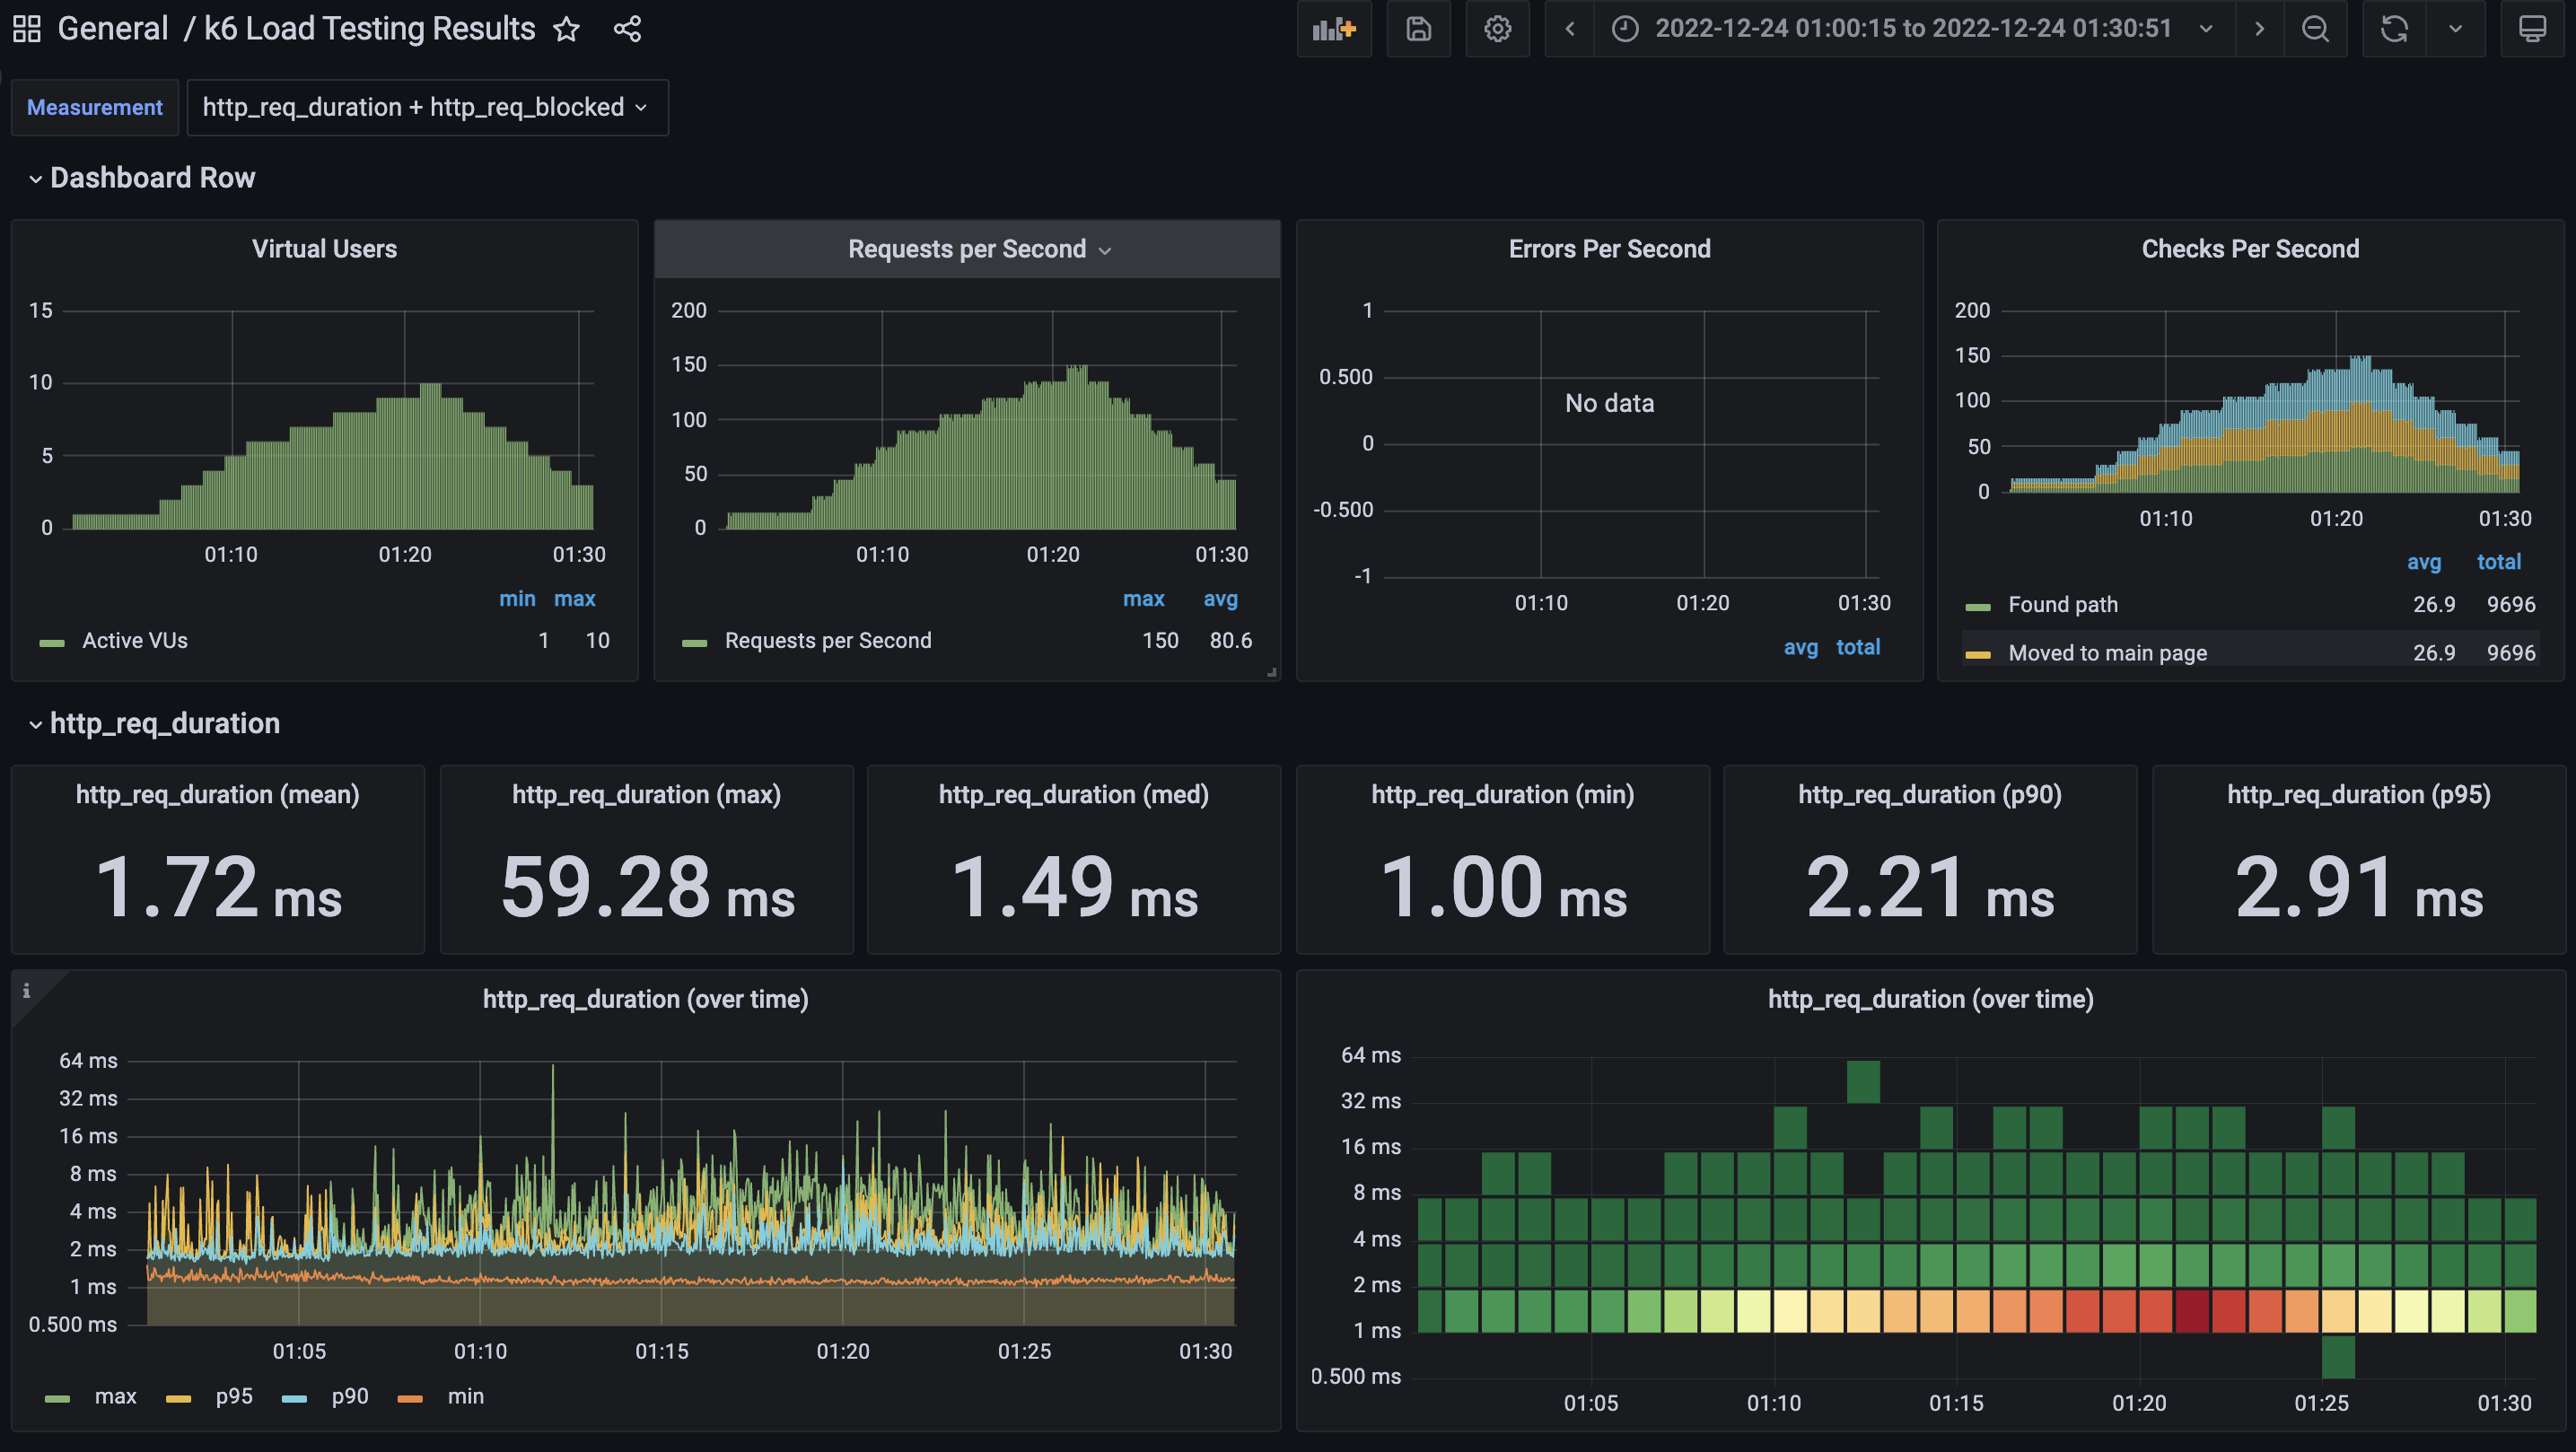 General / k6 Load Testing Results
2022-12-24 01:00:15 to 2022-12-24 01:30:51
Measurement
http_req_duration + http_req_blocked
Dashboard Row
Virtual Users
15
10
5
0
01:10 01:20 01:30
min max
Active VUs 1 10
Requests per Second
200
150
100
50
0
01:10 01:20 01:30
max avg
Requests per Second 150 80.6
Errors Per Second
1
0.500
0
-0.500
-1
No data
01:10 01:20 01:30
avg total
Checks Per Second
200
150
100
50
0
01:10 01:20 01:30
avg total
Found path 26.9 9696
Moved to main page 26.9 9696
http_req_duration
http_req_duration (mean)
1.72 ms
http_req_duration (max)
59.28 ms
http_req_duration (med)
1.49 ms
http_req_duration (min)
1.00 ms
http_req_duration (p90)
2.21 ms
http_req_duration (p95)
2.91 ms
i
http_req_duration (over time)
64 ms
32 ms
16 ms
8 ms
4 ms
2 ms
1 ms
0.500 ms
01:05 01:10 01:15 01:20 01:25 01:30
max p95 p90 min
http_req_duration (over time)
64 ms
32 ms
16 ms
8 ms
4 ms
2 ms
1 ms
0.500 ms
01:05 01:10 01:15 01:20 01:25 01:30